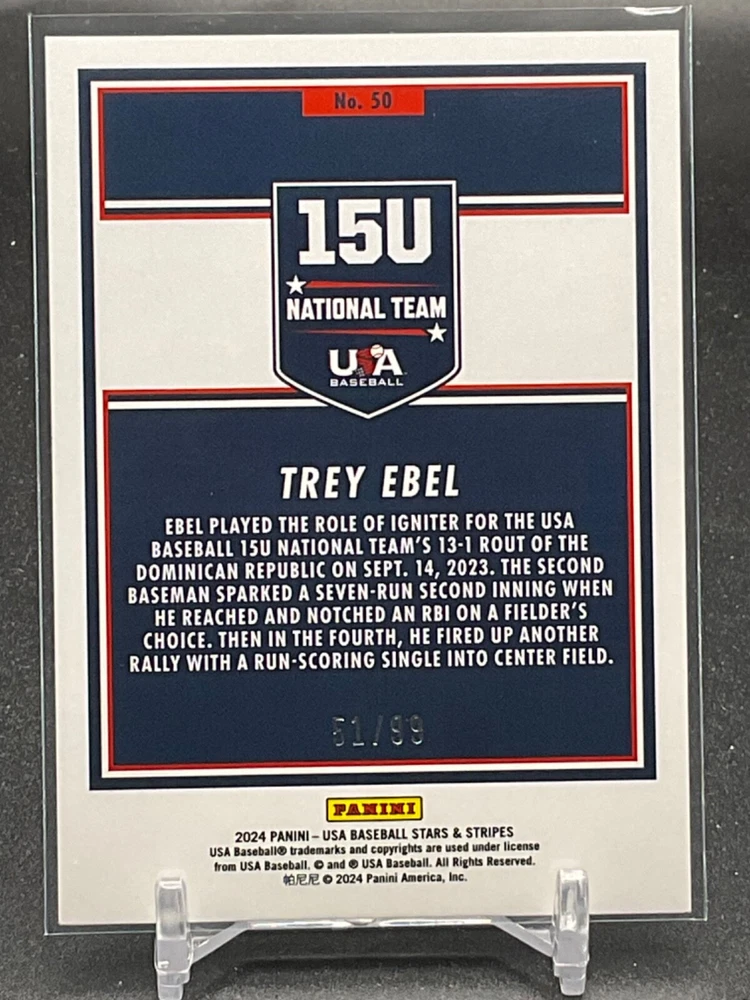 No. 50
15U
NATIONAL TEAM
USA
BASEBALL
TREY EBEL
EBEL PLAYED THE ROLE OF IGNITER FOR THE USA
BASEBALL 15U NATIONAL TEAM'S 13-1 ROUT OF THE
DOMINICAN REPUBLIC ON SEPT. 14, 2023. THE SECOND
BASEMAN SPARKED A SEVEN-RUN SECOND INNING WHEN
HE REACHED AND NOTCHED AN RBI ON A FIELDER'S
CHOICE. THEN IN THE FOURTH, HE FIRED UP ANOTHER
RALLY WITH A RUN-SCORING SINGLE INTO CENTER FIELD.
51/99
PANINI
2024 PANINI – USA BASEBALL STARS & STRIPES
USA Baseball® trademarks and copyrights are used under license
from USA Baseball. © and ® USA Baseball. All Rights Reserved.
帕尼尼 © 2024 Panini America, Inc.